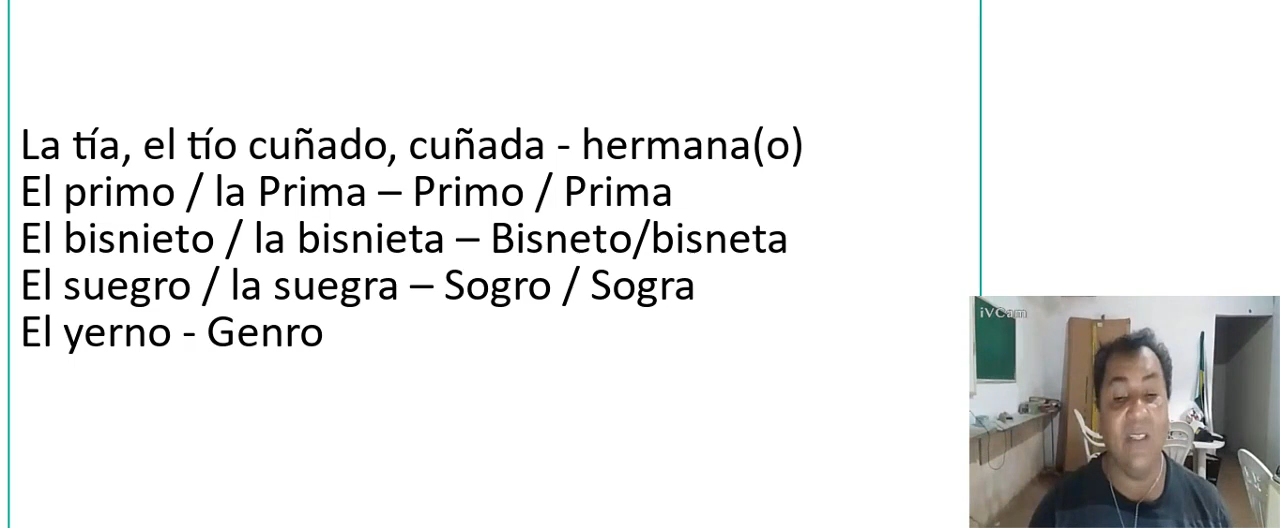 La tía, el tío cuñado, cuñada - hermana(o)
El primo / la Prima – Primo / Prima
El bisnieto / la bisnieta – Bisneto/bisneta
El suegro / la suegra – Sogro / Sogra
El yerno - Genro
iVCam